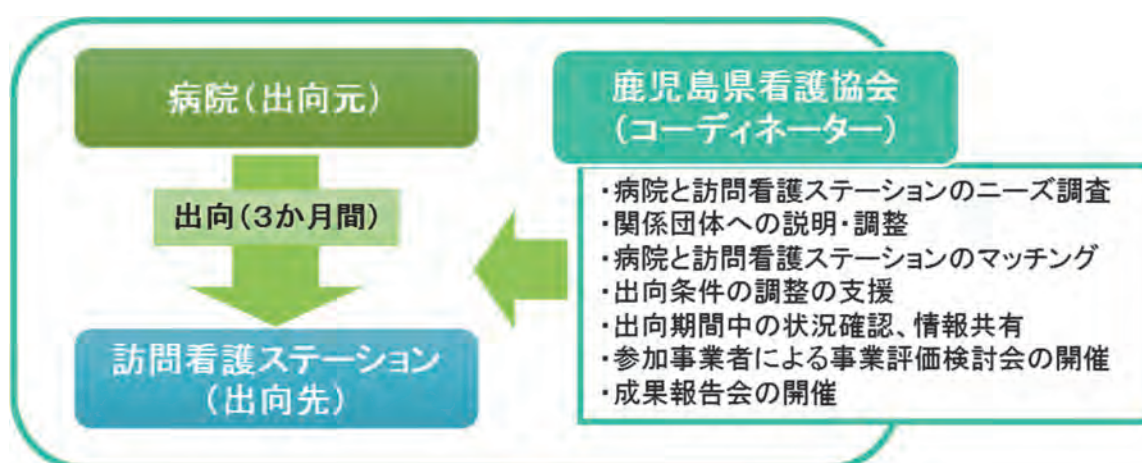 病院(出向元)
出向(3か月間)
訪問看護ステーション
(出向先)
鹿児島県看護協会
(コーディネーター)
・病院と訪問看護ステーションのニーズ調査
・関係団体への説明・調整
・病院と訪問看護ステーションのマッチング
・出向条件の調整の支援
・出向期間中の状況確認、情報共有
・参加事業者による事業評価検討会の開催
・成果報告会の開催